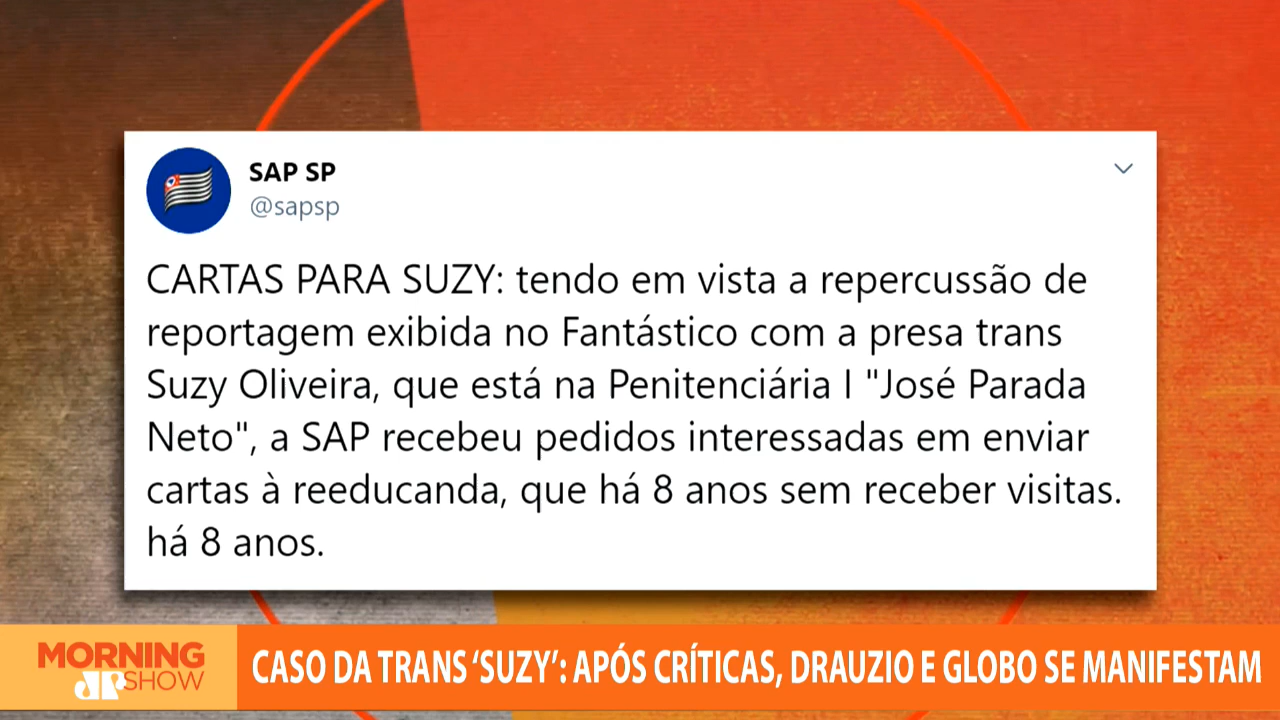 SAP SP
@sapsp
CARTAS PARA SUZY: tendo em vista a repercussão de
reportagem exibida no Fantástico com a presa trans
Suzy Oliveira, que está na Penitenciária I "José Parada
Neto", a SAP recebeu pedidos interessadas em enviar
cartas à reeducanda, que há 8 anos sem receber visitas.
há 8 anos.
MORNING
JP SHOW
CASO DA TRANS ‘SUZY’: APÓS CRÍTICAS, DRAUZIO E GLOBO SE MANIFESTAM